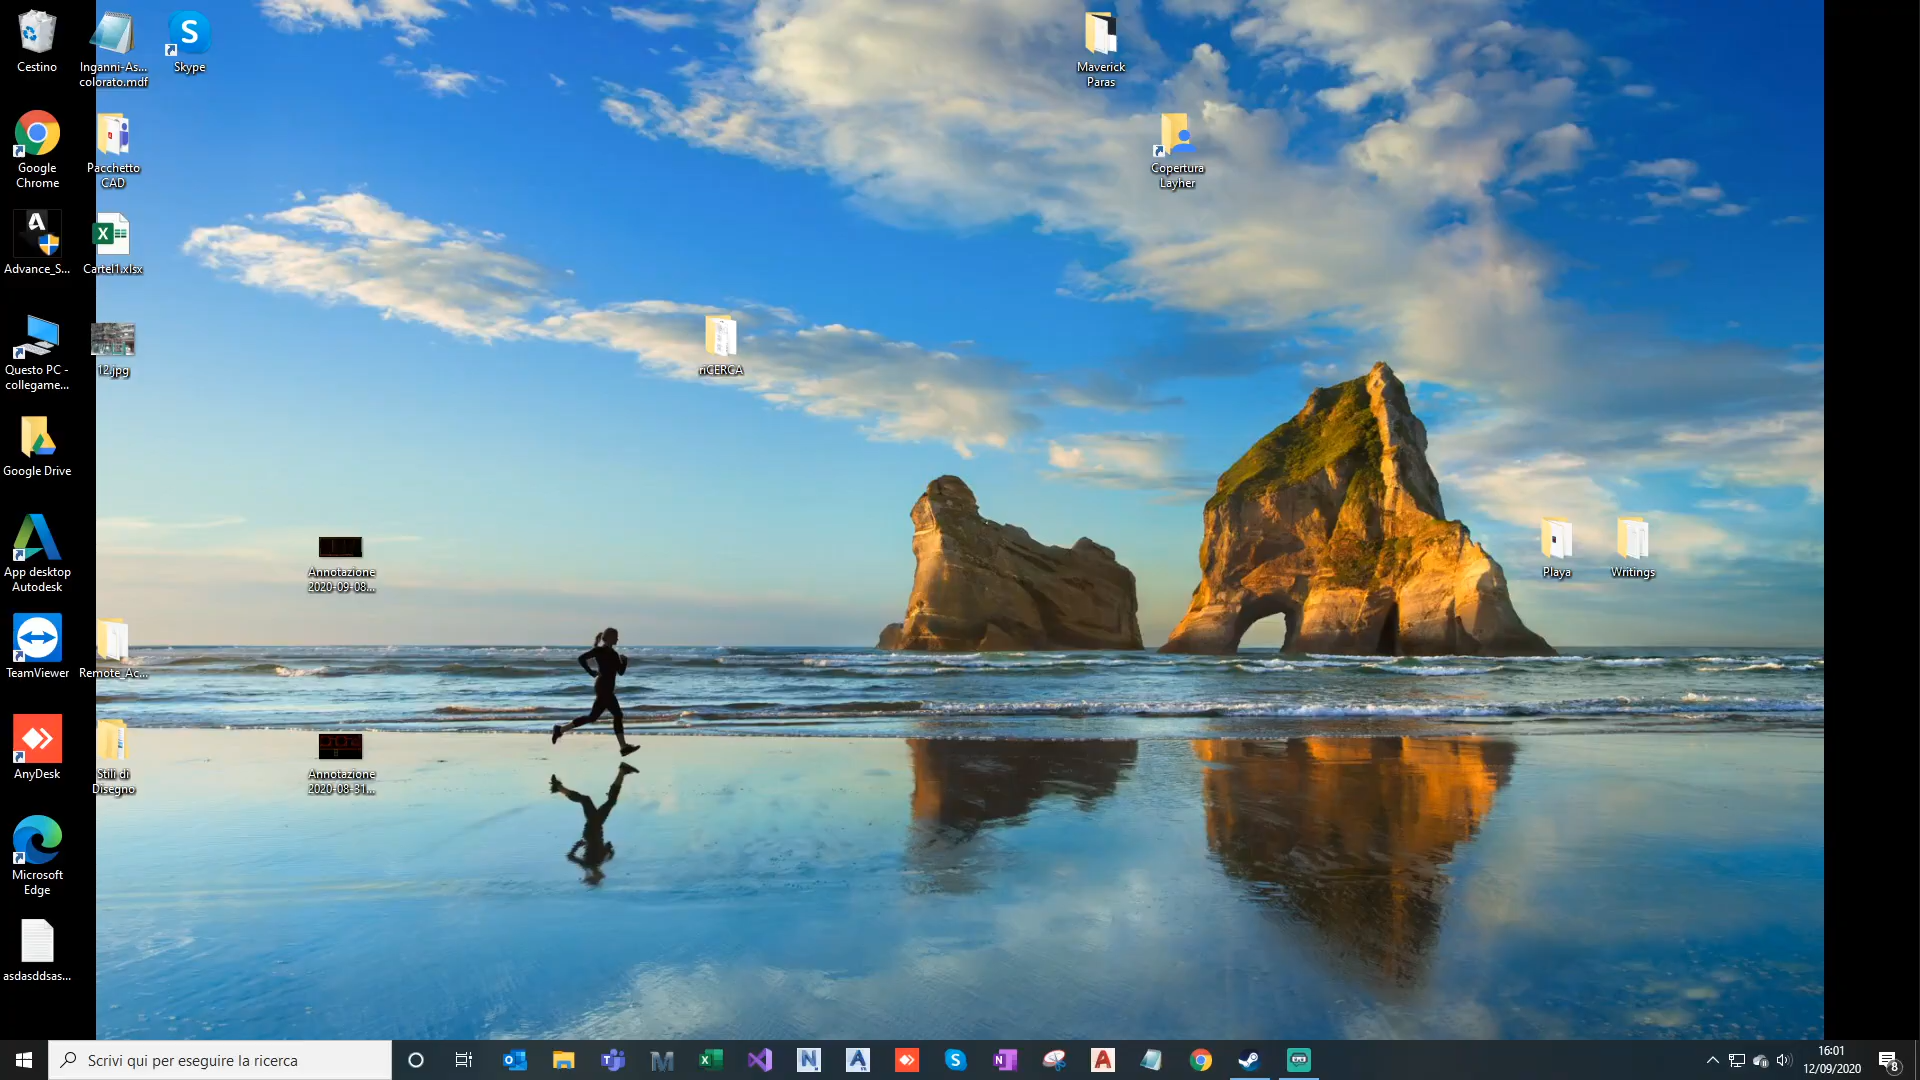 Cestino
Inganni-As...
colorato.mdf
Skype
Maverick
Paras
Google
Chrome
Pacchetto
CAD
Copertura
Layher
Advance_S...
Cartel1.xlsx
Questo PC -
collegame...
12.jpg
riCERCA
Google Drive
App desktop
Autodesk
Annotazione
2020-09-08...
Playa
Writings
TeamViewer
Remote_Ac...
AnyDesk
Stili di
Disegno
Annotazione
2020-08-31...
Microsoft
Edge
asdasddsas...
Scrivi qui per eseguire la ricerca
16:01
12/09/2020
8